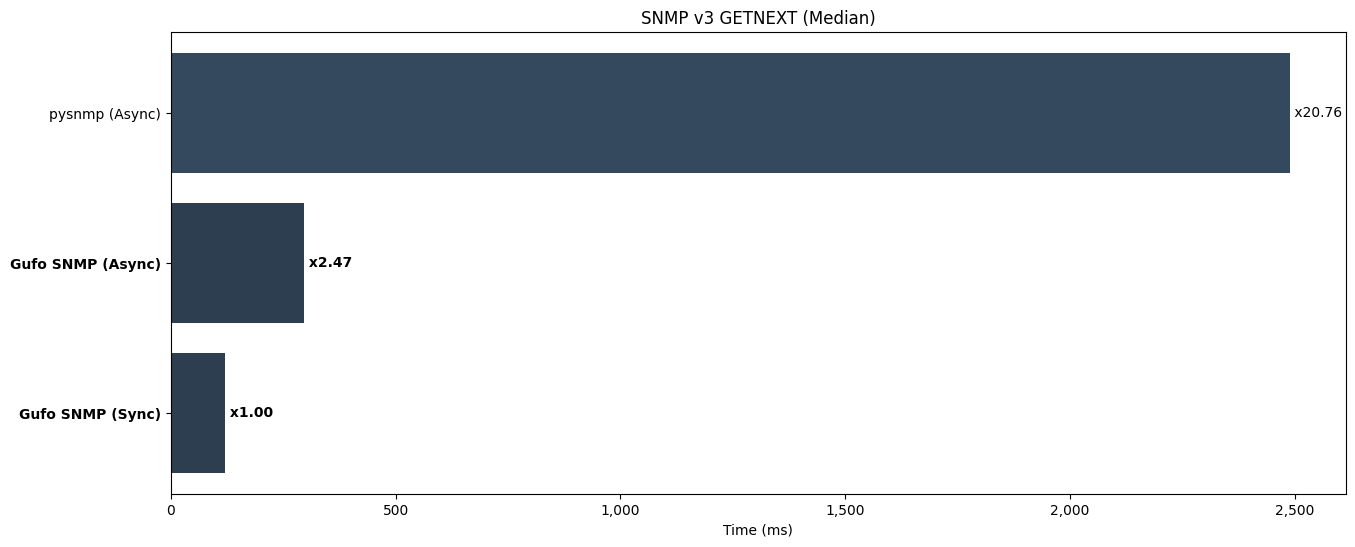 SNMP v3 GETNEXT (Median)
pysnmp (Async)
x20.76
Gufo SNMP (Async)
x2.47
Gufo SNMP (Sync)
x1.00
0
500
1,000
1,500
2,000
2,500
Time (ms)